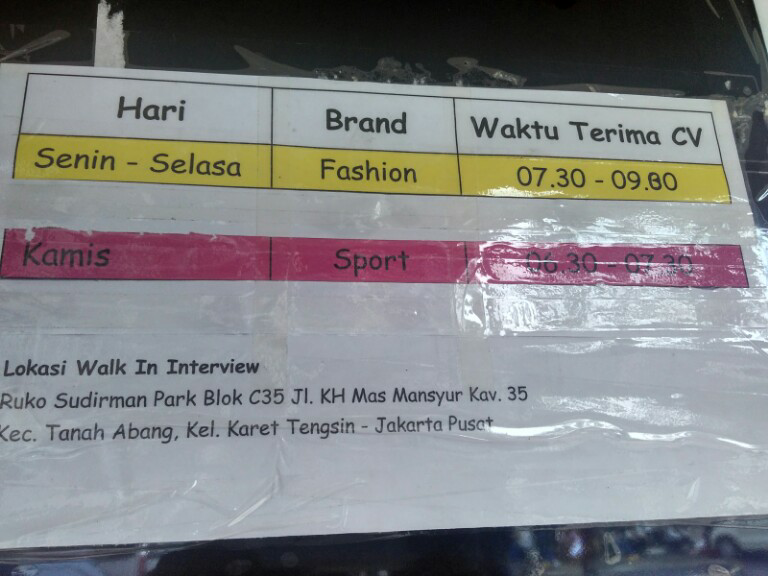 Hari Brand Waktu Terima CV
Senin - Selasa Fashion 07.30 - 09.00
Kamis Sport 06.30 - 07.30
Lokasi Walk In Interview
Ruko Sudirman Park Blok C35 Jl. KH Mas Mansyur Kav. 35
Kec. Tanah Abang, Kel. Karet Tengsin - Jakarta Pusat